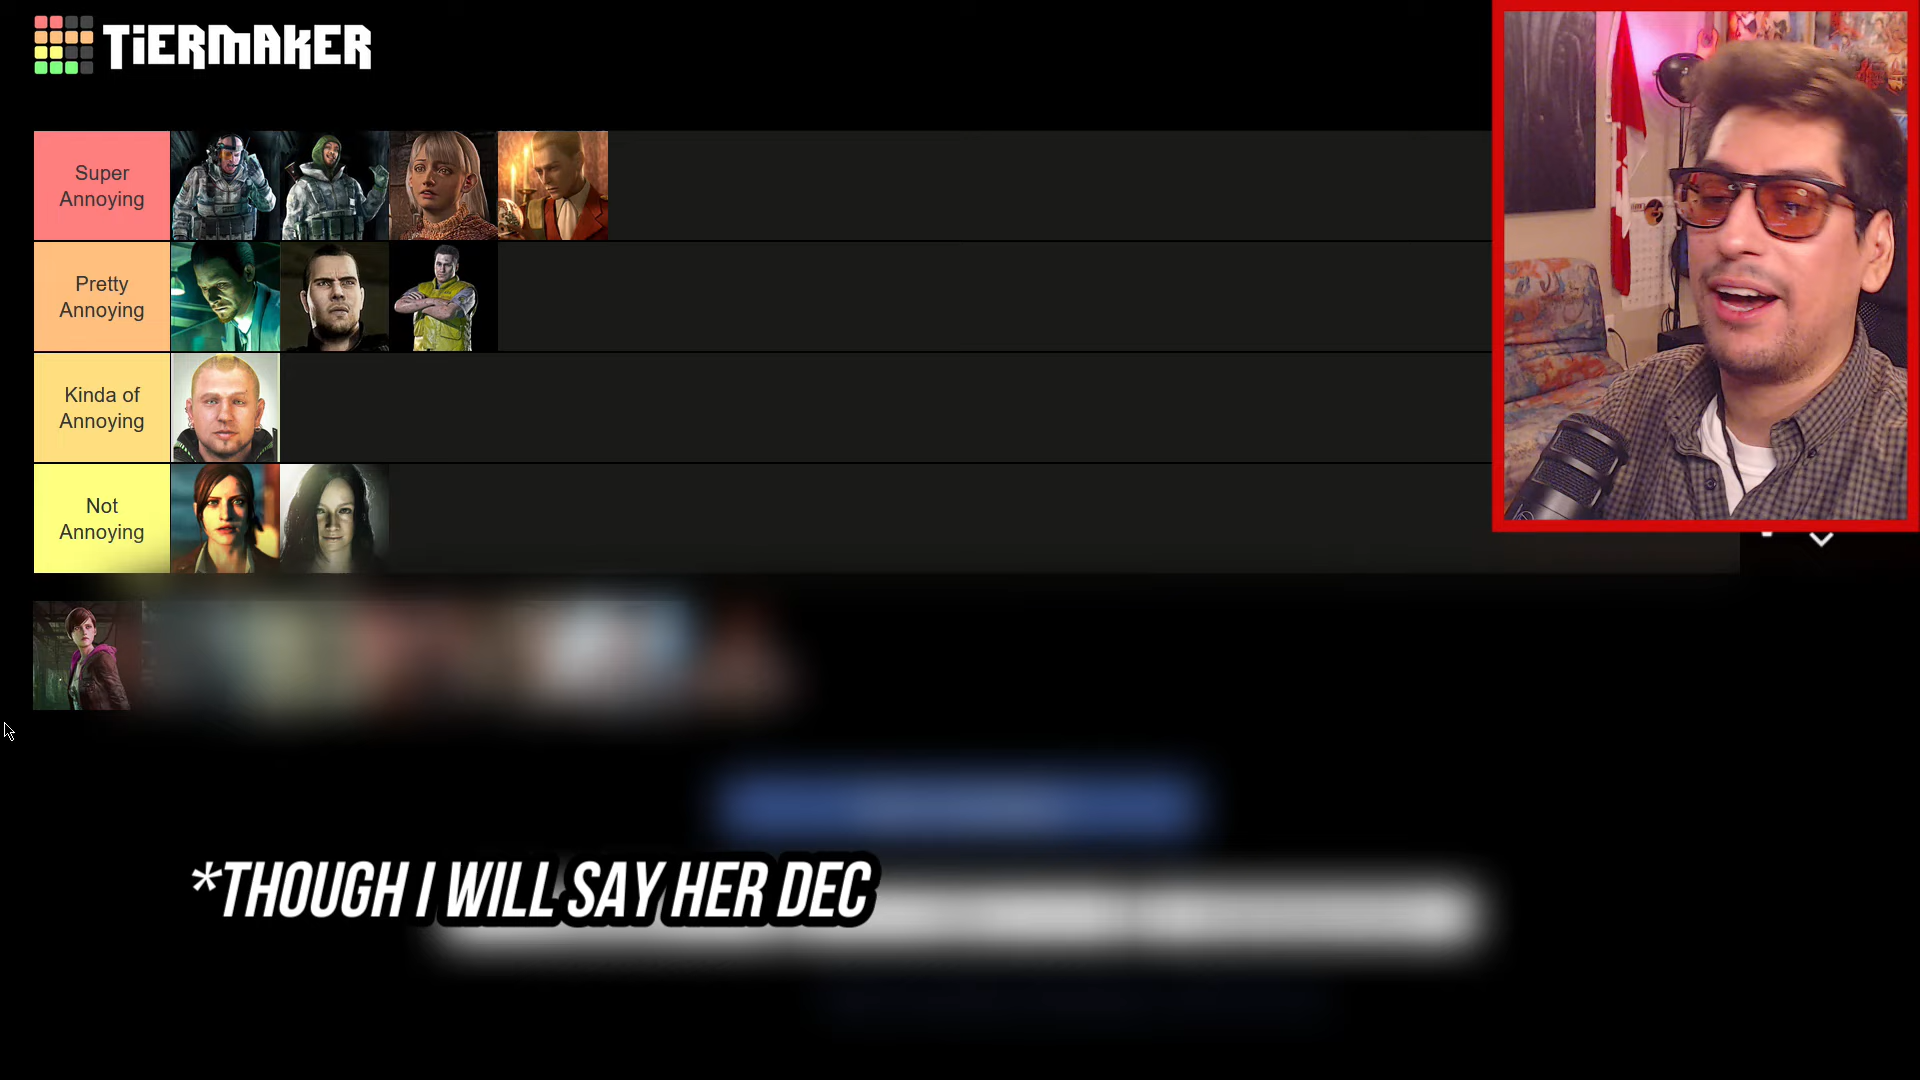 TiERMAKER
Super
Annoying
Pretty
Annoying
Kinda of
Annoying
Not
Annoying
*THOUGH I WILL SAY HER DEC